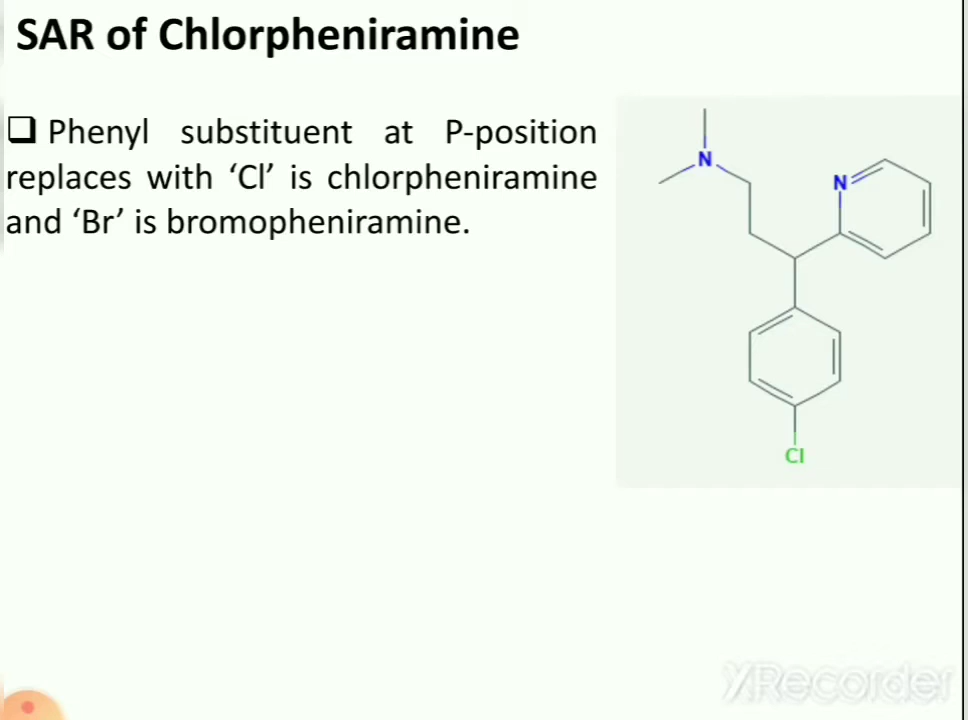 SAR of Chlorpheniramine
❑ Phenyl substituent at P-position
replaces with ‘Cl’ is chlorpheniramine
and ‘Br’ is bromopheniramine.
N
N
Cl
XRecorder